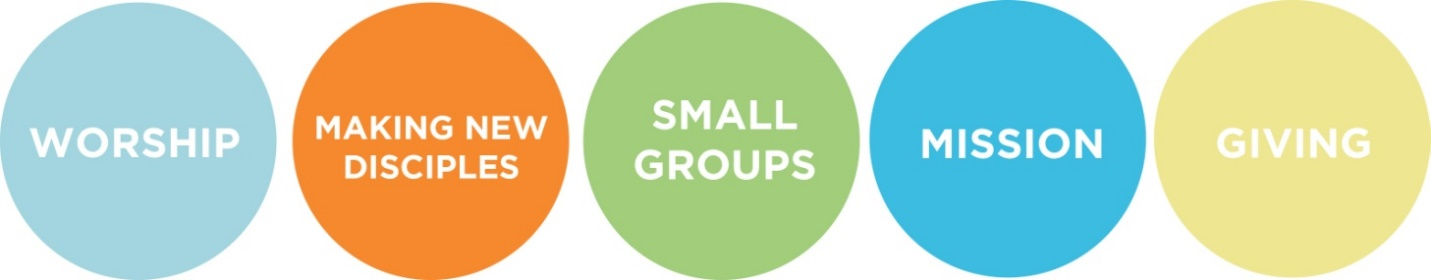 WORSHIP
MAKING NEW
DISCIPLES
SMALL
GROUPS
MISSION
GIVING